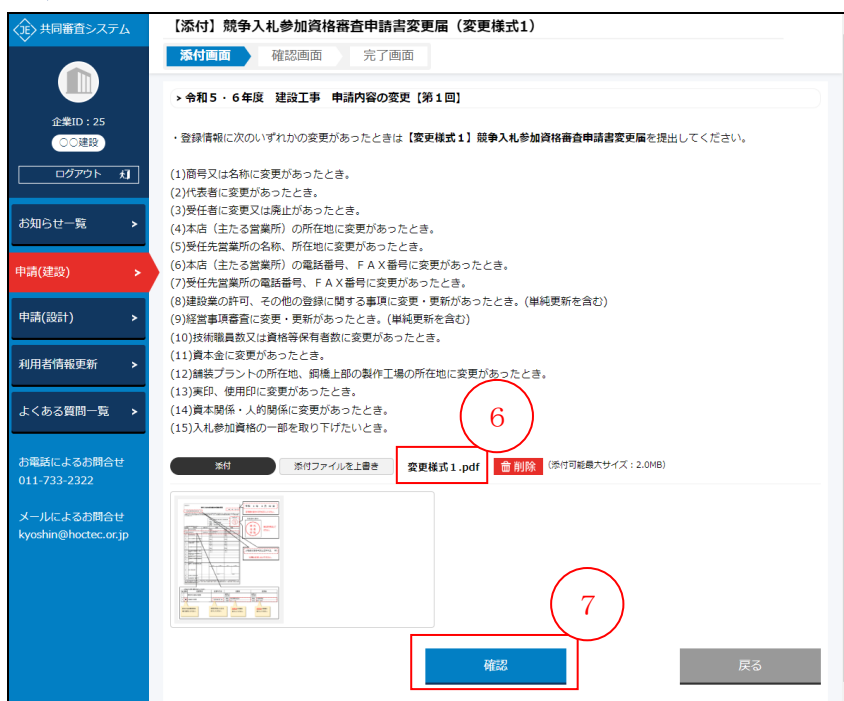 JE 共同審査システム
企業ID:25
○○建設
ログアウト
お知らせ一覧 >
申請(建設) >
申請(設計) >
利用者情報更新 >
よくある質問一覧 >
お電話によるお問合せ
011-733-2322
メールによるお問合せ
kyoshin@hoctec.or.jp
【添付】競争入札参加資格審査申請書変更届(変更様式1)
添付画面 確認画面 完了画面
> 令和5・6年度 建設工事 申請内容の変更【第1回】
・登録情報に次のいずれかの変更があったときは【変更様式1】競争入札参加資格審査申請書変更届を提出してください。
(1)商号又は名称に変更があったとき。
(2)代表者に変更があったとき。
(3)受任者に変更又は廃止があったとき。
(4)本店(主たる営業所)の所在地に変更があったとき。
(5)受任先営業所の名称、所在地に変更があったとき。
(6)本店(主たる営業所)の電話番号、FAX番号に変更があったとき。
(7)受任先営業所の電話番号、FAX番号に変更があったとき。
(8)建設業の許可、その他の登録に関する事項に変更・更新があったとき。(単純更新を含む)
(9)経営事項審査に変更・更新があったとき。(単純更新を含む)
(10)技術職員数又は資格等保有者数に変更があったとき。
(11)資本金に変更があったとき。
(12)舗装プラントの所在地、鋼橋上部の製作工場の所在地に変更があったとき。
(13)実印、使用印に変更があったとき。
(14)資本関係・人的関係に変更があったとき。
(15)入札参加資格の一部を取り下げたいとき。
6
添付 添付ファイルを上書き 変更様式1.pdf 削除 (添付可能最大サイズ:2.0MB)
7
確認 戻る